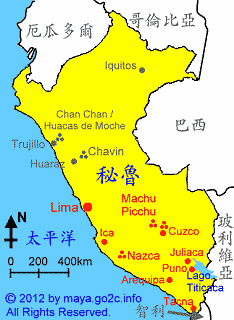 厄瓜多爾
哥倫比亞
Iquitos
Chan Chan /
Huacas de Moche
巴西
Trujillo
Chavin
Huaraz
秘魯
Machu
Picchu
Lima
Cuzco
玻利維亞
N
太平洋
Ica
Nazca
Juliaca
Puno
Lago
Titicaca
0 200 400km
Arequipa
Tacna
智利
© 2012 by maya.go2c.info
All Rights Reserved.